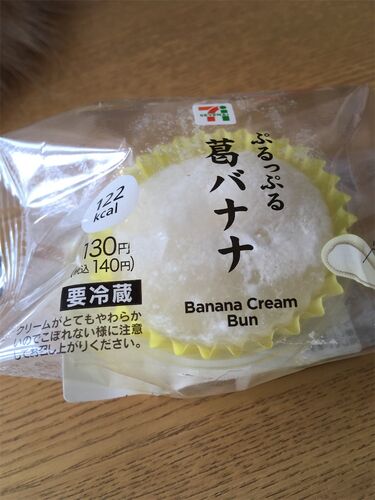 ぷるっぷる
葛バナナ
122
kcal
130円
(税込 140円)
要冷蔵
Banana Cream
Bun
クリームがとてもやわらか
いのでこぼれない様に注意
してお召し上がりください。